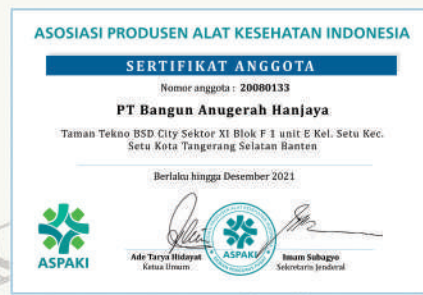 ASOSIASI PRODUSEN ALAT KESEHATAN INDONESIA
SERTIFIKAT ANGGOTA
Nomor anggota : 20080133
PT Bangun Anugerah Hanjaya
Taman Tekno BSD City Sektor XI Blok F 1 unit E Kel. Setu Kec.
Setu Kota Tangerang Selatan Banten
Berlaku hingga Desember 2021
ASPAKI
ASPAKI
Ade Tarya Hidayat
Ketua Umum
Imam Subagyo
Sekretaris Jenderal